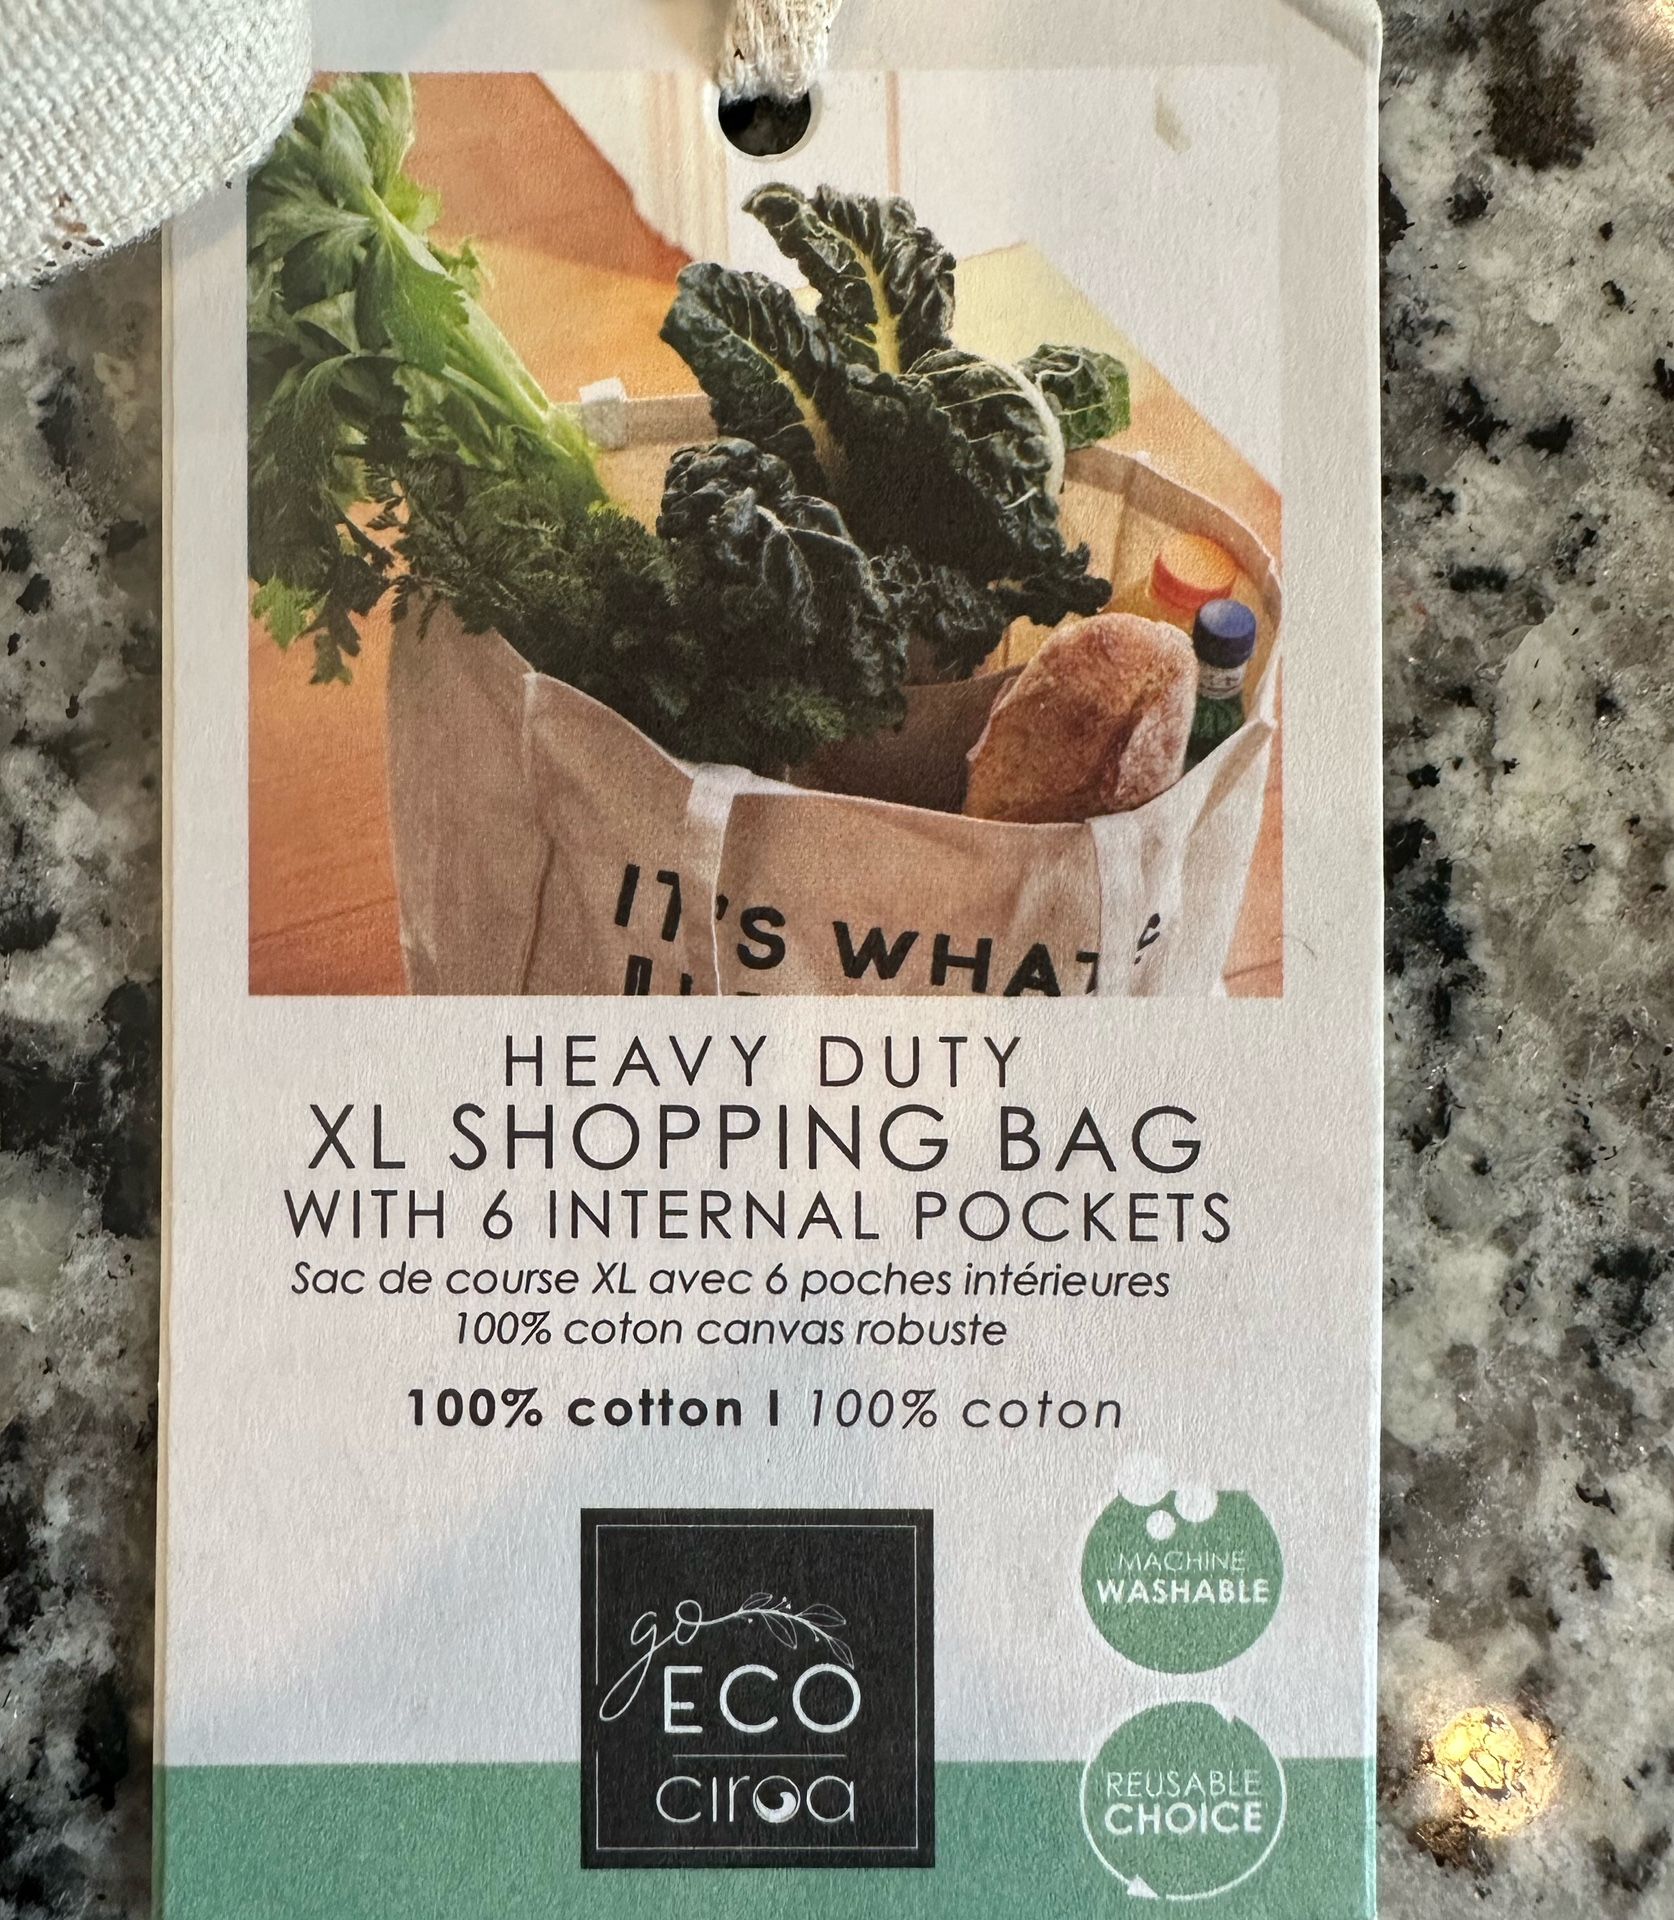 IT'S WHAT'S
HEAVY DUTY
XL SHOPPING BAG
WITH 6 INTERNAL POCKETS
Sac de course XL avec 6 poches intérieures
100% coton canvas robuste
100% cotton I 100% coton
MACHINE
WASHABLE
go
ECO
ciroa
REUSABLE
CHOICE